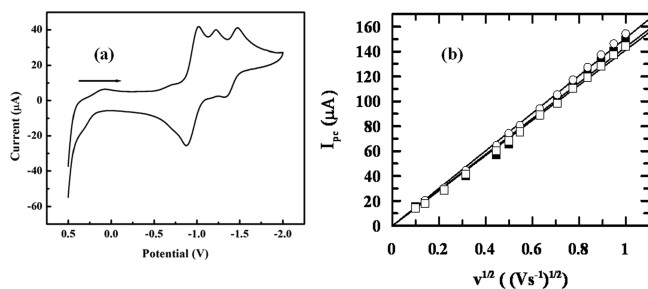 (a)
Current (μA)
40
20
0
-20
-40
-60
0.5 0.0 -0.5 -1.0 -1.5 -2.0
Potential (V)
(b)
I_pc (μA)
160
140
120
100
80
60
40
20
0
0 0.2 0.4 0.6 0.8 1
v^1/2 ( (Vs^-1)^1/2)